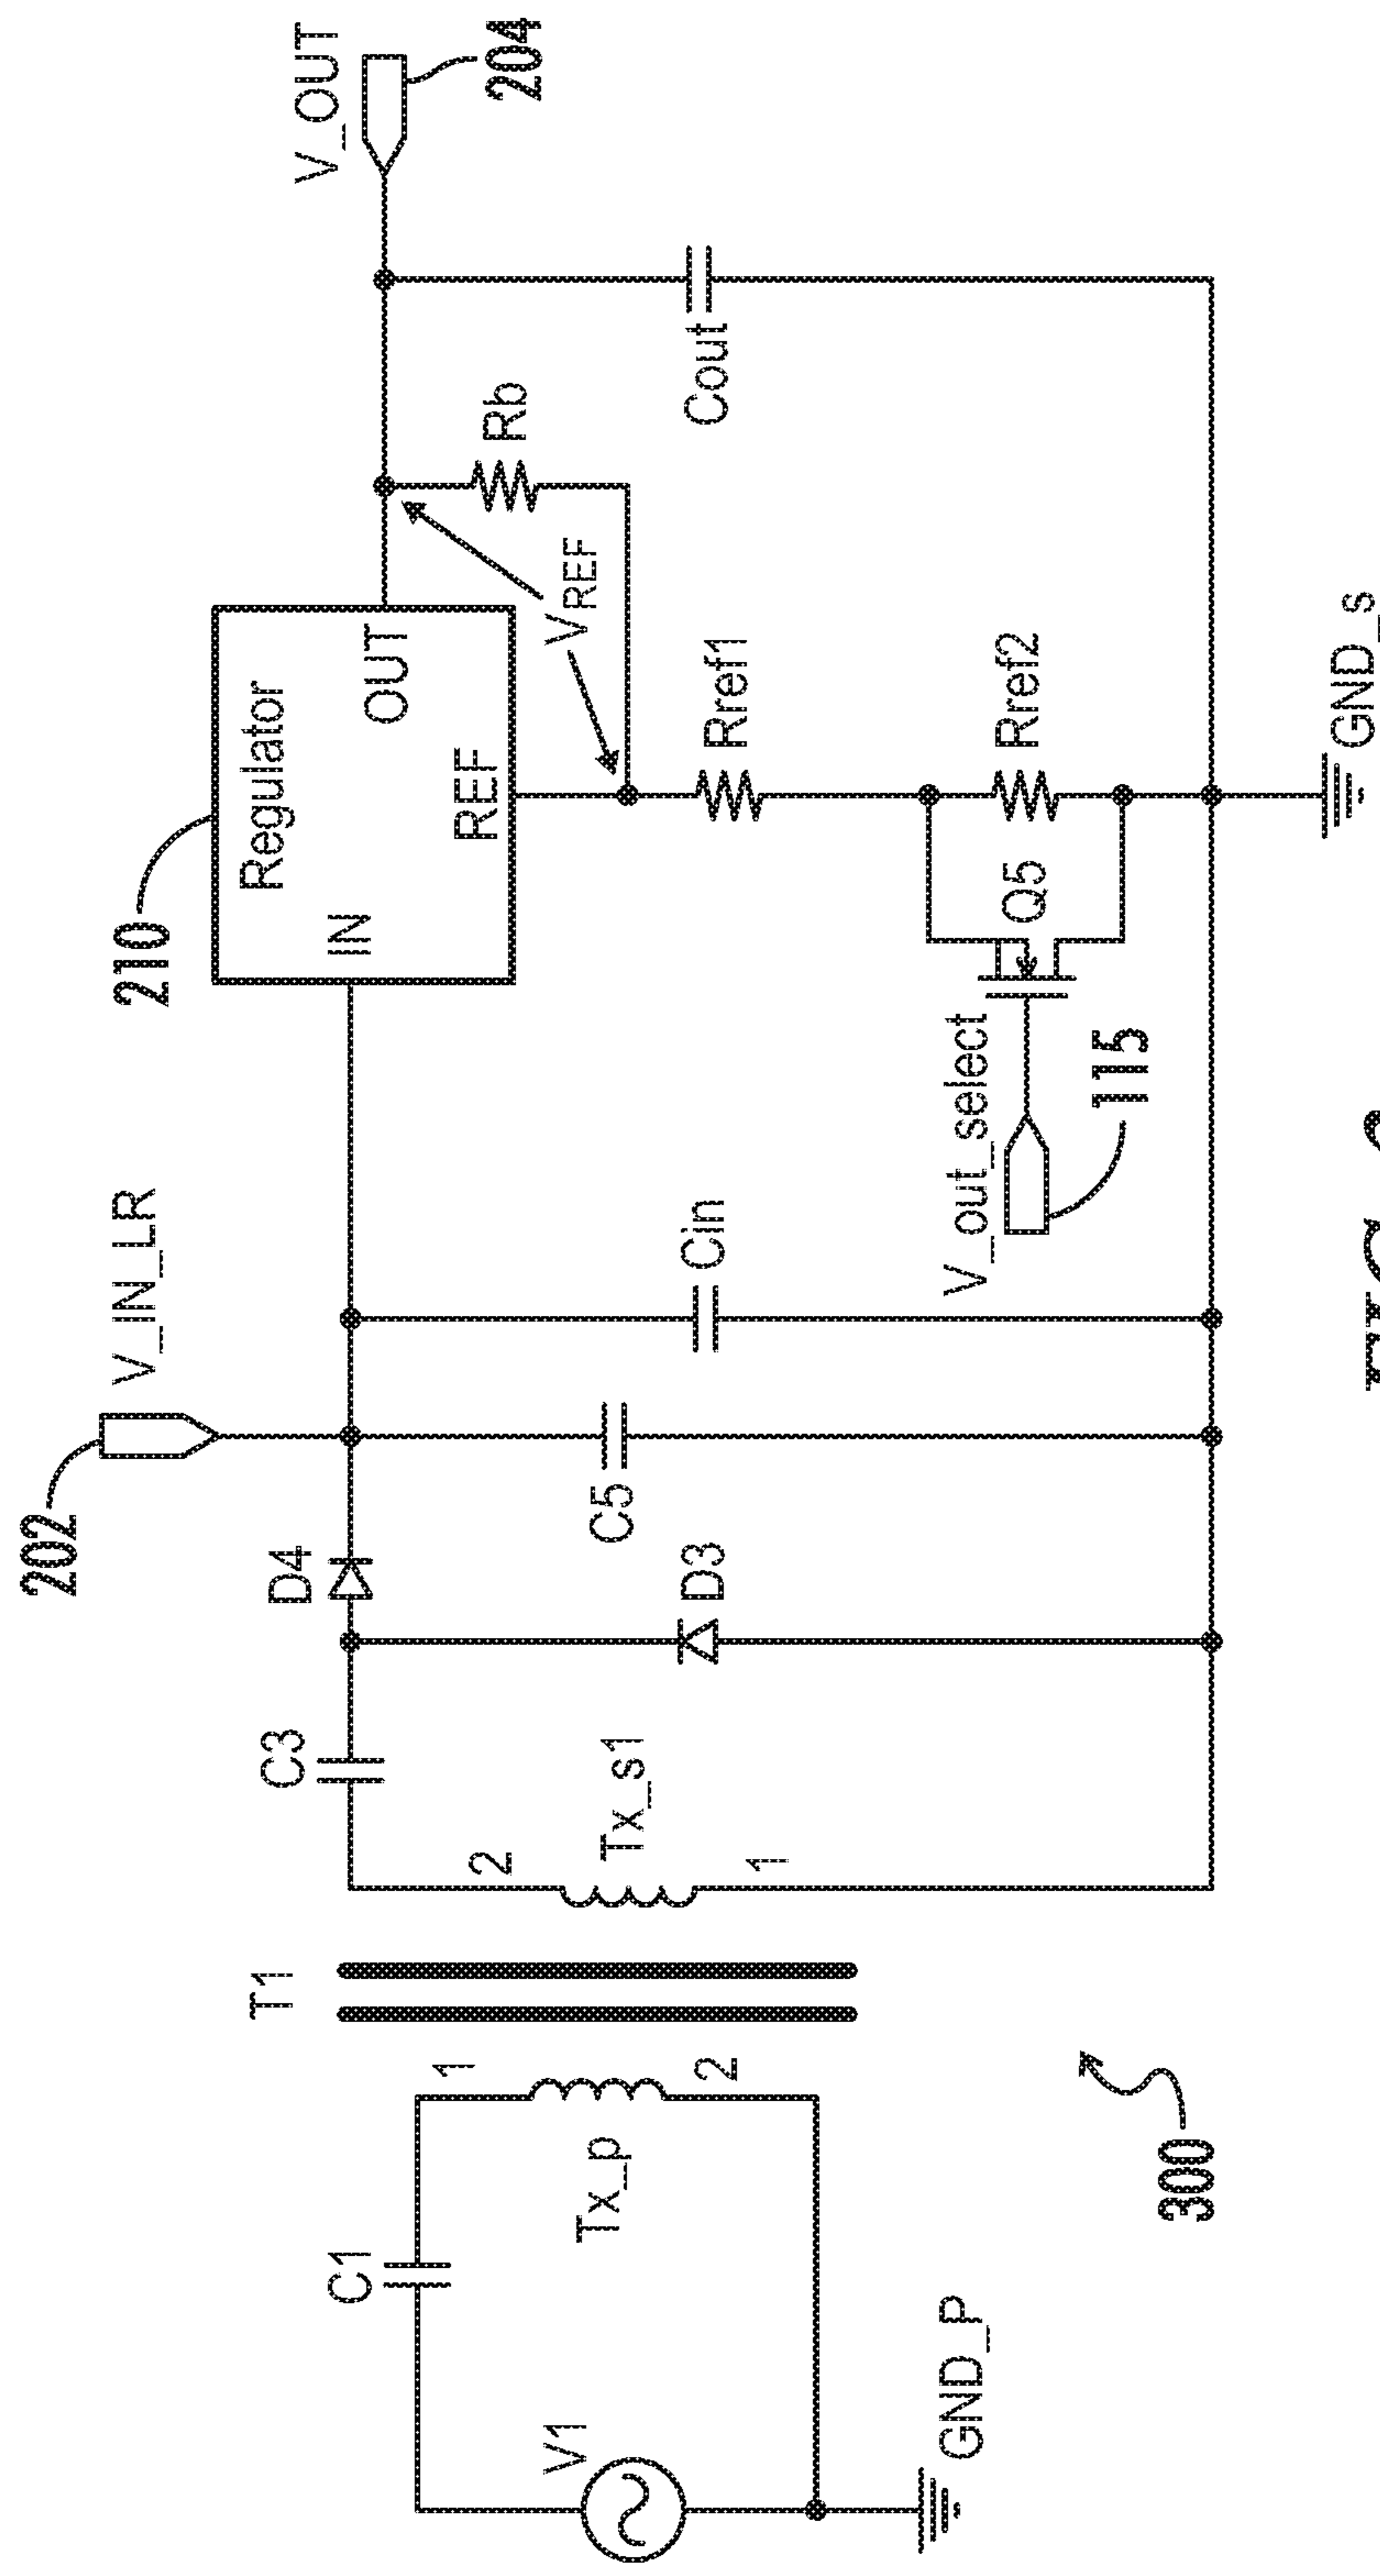 202
V_IN_LR
210
Regulator
IN
OUT
REF
V_OUT
204
T1
C1
V1
Tx_p
1
2
GND_P
C3
D4
2
Tx_s1
1
D3
C5
Cin
V_out_select
115
Q5
VREF
Rb
Rref1
Rref2
Cout
GND_s
300